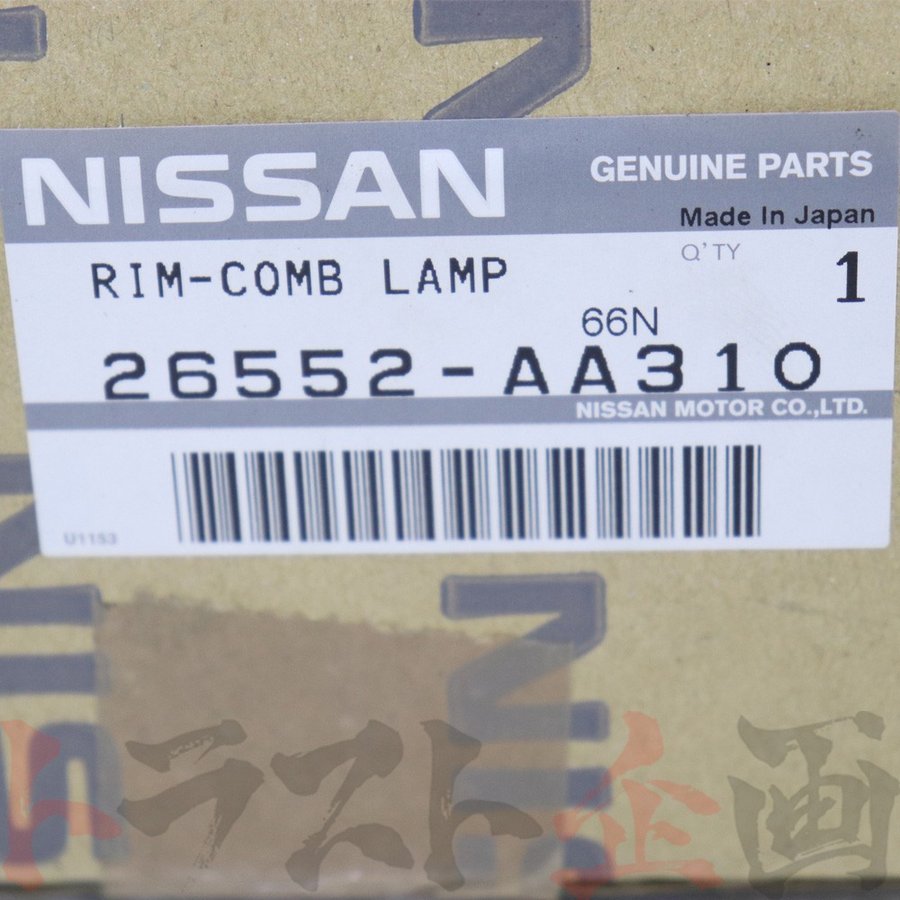 NISSAN
GENUINE PARTS
Made In Japan
RIM-COMB LAMP
Q'TY
1
66N
26552-AA310
NISSAN MOTOR CO.,LTD.
U1153
トラスト企画